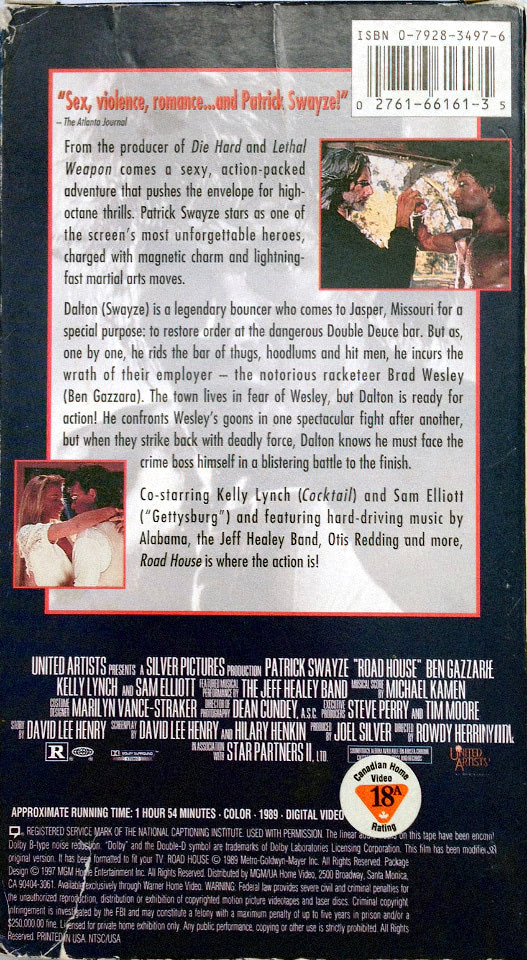 ISBN 0-7928-3497-6
0 2761-66161-3 5
"Sex, violence, romance...and Patrick Swayze!"
– The Atlanta Journal
From the producer of Die Hard and Lethal
Weapon comes a sexy, action-packed
adventure that pushes the envelope for high-
octane thrills. Patrick Swayze stars as one of
the screen's most unforgettable heroes,
charged with magnetic charm and lightning-
fast martial arts moves.
Dalton (Swayze) is a legendary bouncer who comes to Jasper, Missouri for a
special purpose: to restore order at the dangerous Double Deuce bar. But as,
one by one, he rids the bar of thugs, hoodlums and hit men, he incurs the
wrath of their employer – the notorious racketeer Brad Wesley
(Ben Gazzara). The town lives in fear of Wesley, but Dalton is ready for
action! He confronts Wesley's goons in one spectacular fight after another,
but when they strike back with deadly force, Dalton knows he must face the
crime boss himself in a blistering battle to the finish.
Co-starring Kelly Lynch (Cocktail) and Sam Elliott
("Gettysburg") and featuring hard-driving music by
Alabama, the Jeff Healey Band, Otis Redding and more,
Road House is where the action is!
UNITED ARTISTS PRESENTS A SILVER PICTURES PRODUCTION PATRICK SWAYZE "ROAD HOUSE" BEN GAZZARA
KELLY LYNCH AND SAM ELLIOTT FEATURED MUSICAL PERFORMANCE BY THE JEFF HEALEY BAND MUSICAL SCORE BY MICHAEL KAMEN
COSTUME DESIGNER MARILYN VANCE-STRAKER DIRECTOR OF PHOTOGRAPHY DEAN CUNDEY, A.S.C. EXECUTIVE PRODUCERS STEVE PERRY AND TIM MOORE
STORY BY DAVID LEE HENRY SCREENPLAY BY DAVID LEE HENRY AND HILARY HENKIN PRODUCED BY JOEL SILVER DIRECTED BY ROWDY HERRINGTON
R DOLBY SURROUND IN ASSOCIATION WITH STAR PARTNERS II, LTD. UNITED ARTISTS
Canadian Home
Video
18A
Rating
APPROXIMATE RUNNING TIME: 1 HOUR 54 MINUTES · COLOR · 1989 · DIGITAL VIDEO
REGISTERED SERVICE MARK OF THE NATIONAL CAPTIONING INSTITUTE. USED WITH PERMISSION. The linear on this tape have been
Dolby B-type noise reduction. "Dolby" and the Double-D symbol are trademarks of Dolby Laboratories Licensing Corporation. This film has been modified
original version. It has been formatted to fit your TV. ROAD HOUSE © 1989 Metro-Goldwyn-Mayer Inc. All Rights Reserved. Package
Design © 1997 MGM Home Entertainment Inc. All Rights Reserved. Distributed by MGM/UA Home Video, 2500 Broadway, Santa Monica,
CA 90404-3061. Available exclusively through Warner Home Video. WARNING: Federal law provides severe civil and criminal penalties for
the unauthorized reproduction, distribution or exhibition of copyrighted motion picture videotapes and laser discs. Criminal copyright
infringement is investigated by the FBI and may constitute a felony with a maximum penalty of up to five years in prison and/or a
$250,000.00 fine. Licensed for private home exhibition only. Any public performance, copying or other use is strictly prohibited. All Rights
Reserved. PRINTED IN USA. NTSC/USA